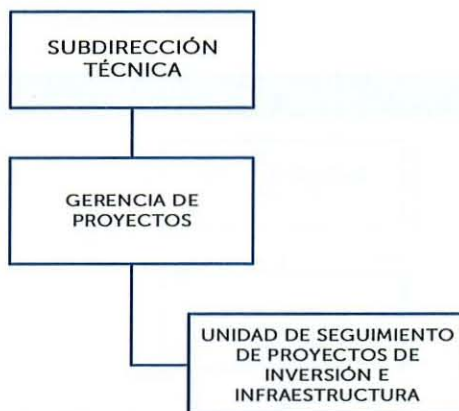 SUBDIRECCIÓN
TÉCNICA
GERENCIA DE
PROYECTOS
UNIDAD DE SEGUIMIENTO
DE PROYECTOS DE
INVERSIÓN E
INFRAESTRUCTURA